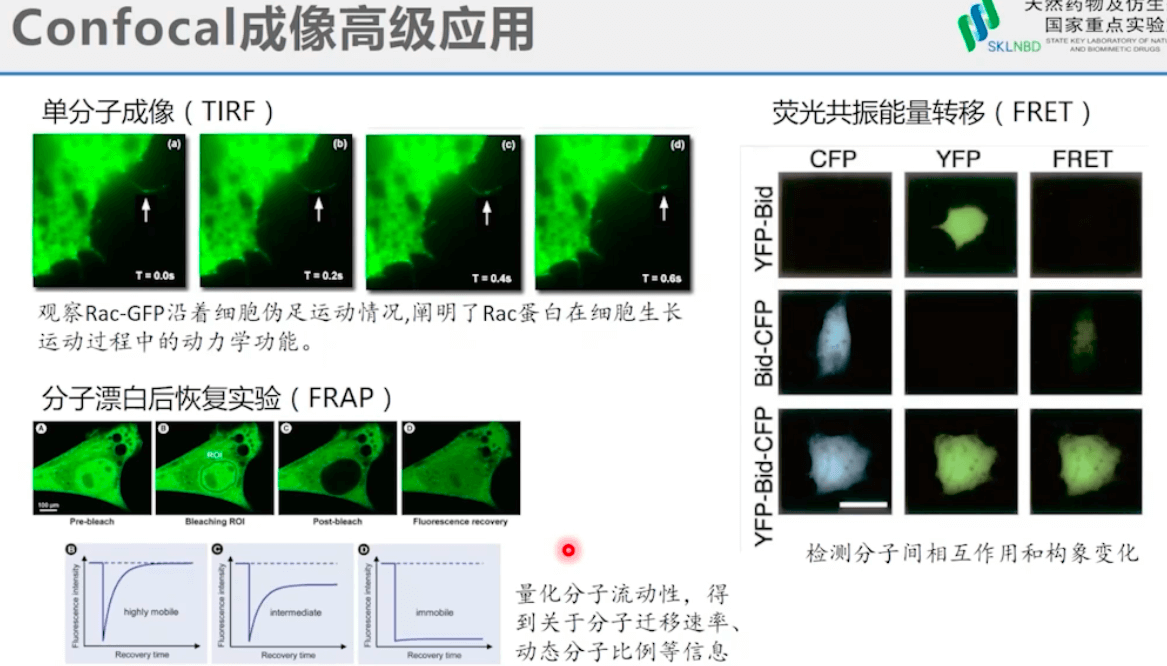 Confocal成像高级应用
天然药物及仿生
国家重点实验
SKLNBD
STATE KEY LABORATORY OF NAT
AND BIOMIMETIC DRUGS
单分子成像（TIRF）
(a)
(b)
(c)
(d)
T = 0.0s
T = 0.2s
T = 0.4s
T = 0.6s
观察Rac-GFP沿着细胞伪足运动情况,阐明了Rac蛋白在细胞生长
运动过程中的动力学功能。
分子漂白后恢复实验（FRAP）
A
B
C
D
ROI
100 μm
Pre-bleach
Bleaching ROI
Post-bleach
Fluorescence recovery
B
Fluorescence intensity
highly mobile
Recovery time
C
Fluorescence intensity
intermediate
Recovery time
D
Fluorescence intensity
immobile
Recovery time
量化分子流动性，得
到关于分子迁移速率、
动态分子比例等信息
荧光共振能量转移（FRET）
CFP
YFP
FRET
YFP-Bid
Bid-CFP
YFP-Bid-CFP
检测分子间相互作用和构象变化